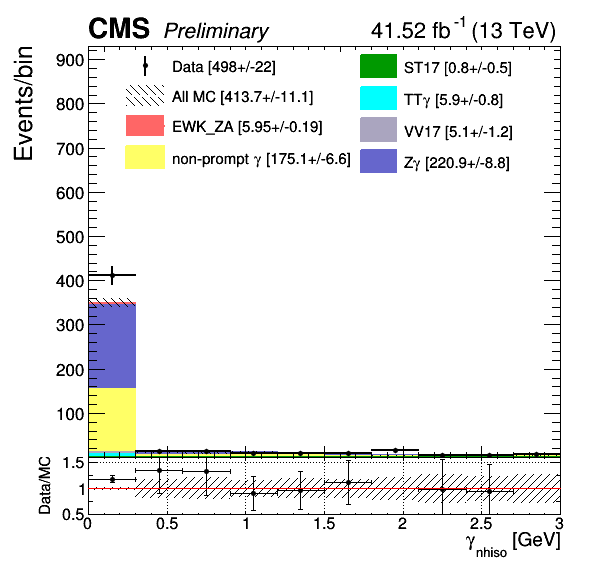 CMS Preliminary 41.52 fb⁻¹ (13 TeV)
Events/bin
900
800
700
600
500
400
300
200
100
Data [498+/-22]
All MC [413.7+/-11.1]
EWK_ZA [5.95+/-0.19]
non-prompt γ [175.1+/-6.6]
ST17 [0.8+/-0.5]
TTγ [5.9+/-0.8]
VV17 [5.1+/-1.2]
Zγ [220.9+/-8.8]
Data/MC
1.5
1
0.5
0 0.5 1 1.5 2 2.5 3
γnhiso [GeV]